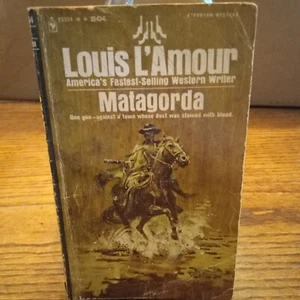 Louis L'Amour
America's Fastest-Selling Western Writer
Matagorda
One gun—against a town whose dust was stained with blood.